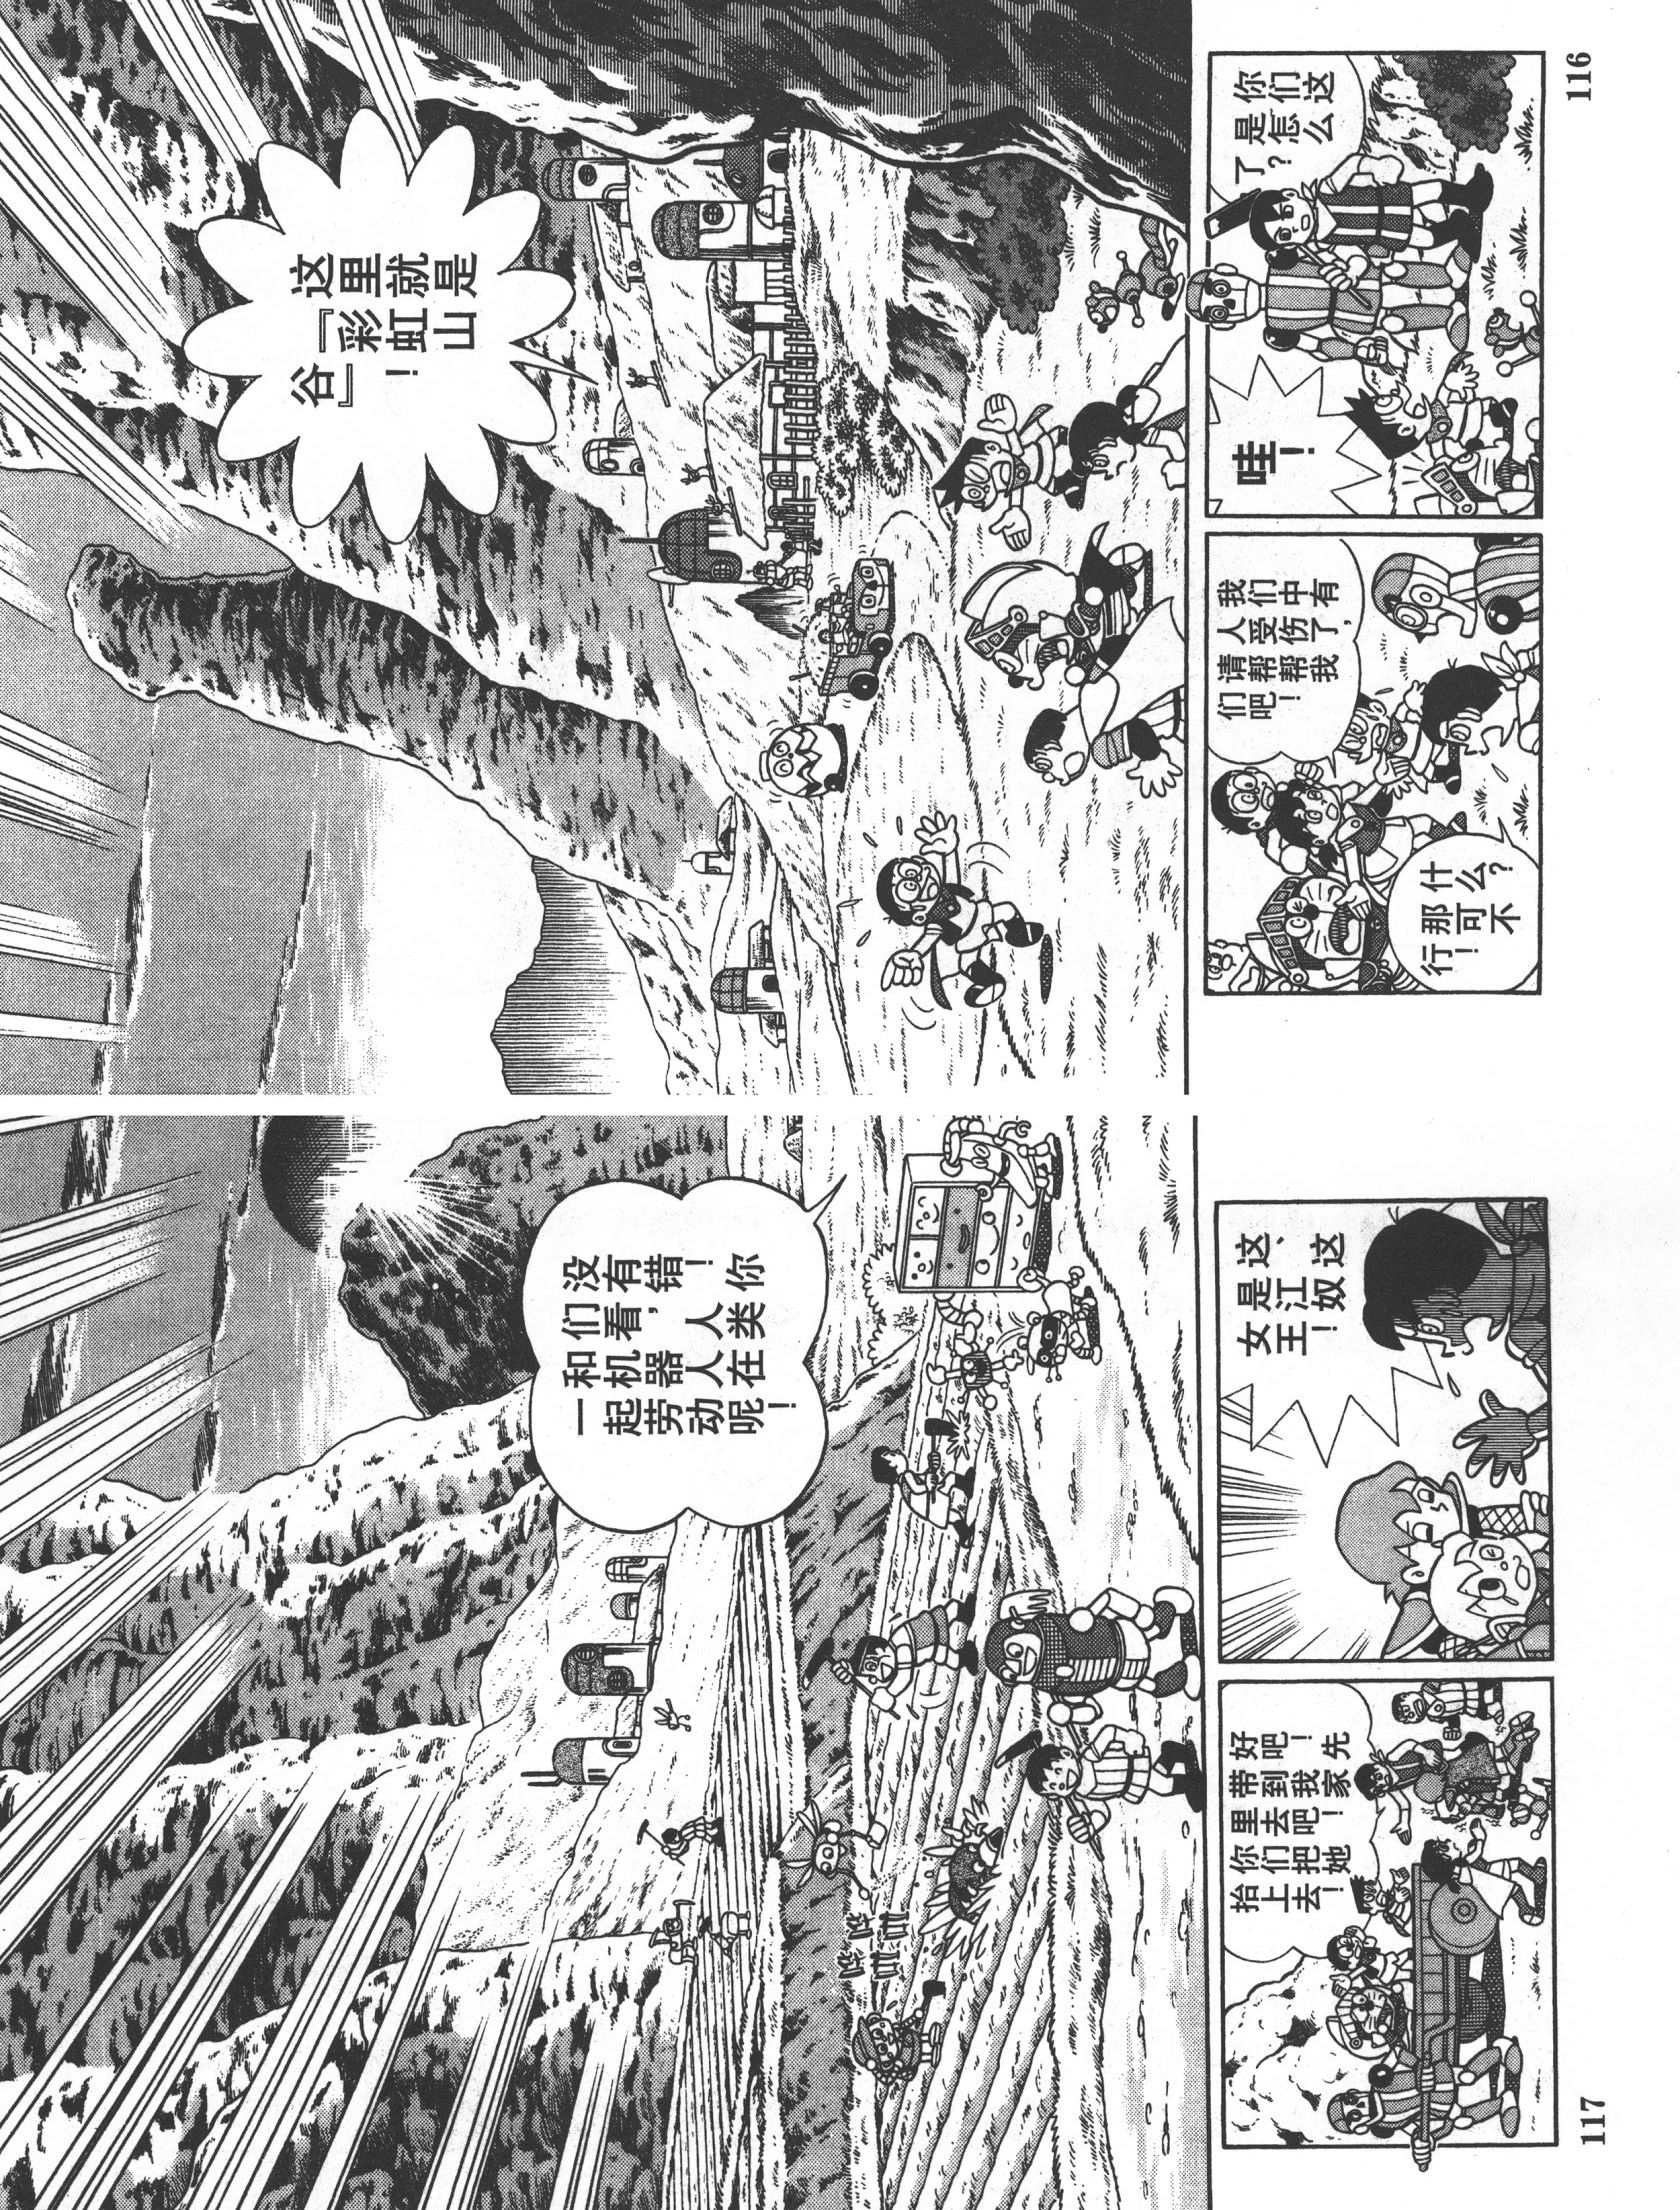 这里就是
『彩虹山
谷』!
没有错!你
们看,人类
和机器人在
一起劳动呢!
你们这
是怎么
了?
哇!
我们中有
人受伤了,
请帮帮我
们吧!
什么?
那可不
行!
116
这、这
是江奴
女王!
好吧!先
带到我家
里去吧!
你们把她
抬上去!
117